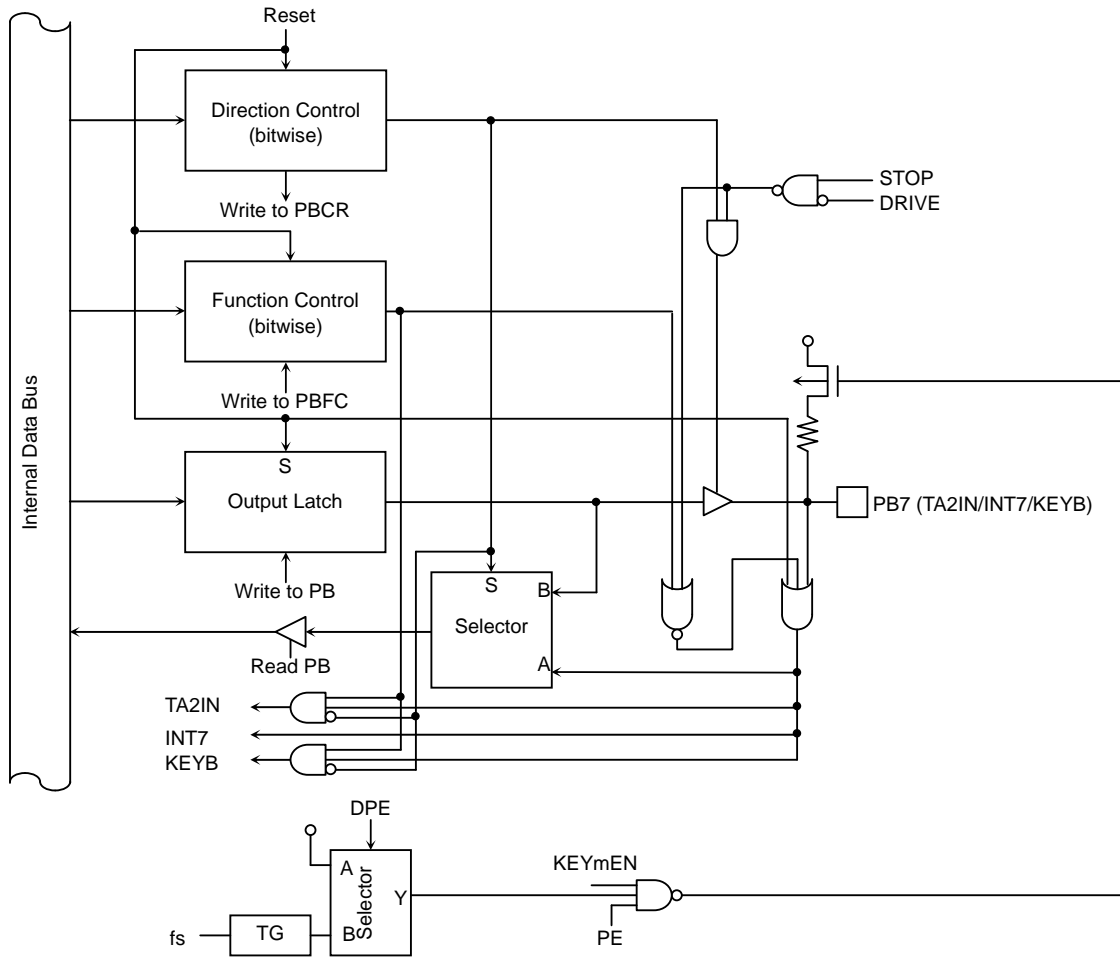 Reset
Internal Data Bus
Direction Control
(bitwise)
Write to PBCR
STOP
DRIVE
Function Control
(bitwise)
Write to PBFC
S
Output Latch
PB7 (TA2IN/INT7/KEYB)
Write to PB
S
B
Selector
A
Read PB
TA2IN
INT7
KEYB
DPE
A
Selector
Y
B
KEYmEN
PE
fs
TG